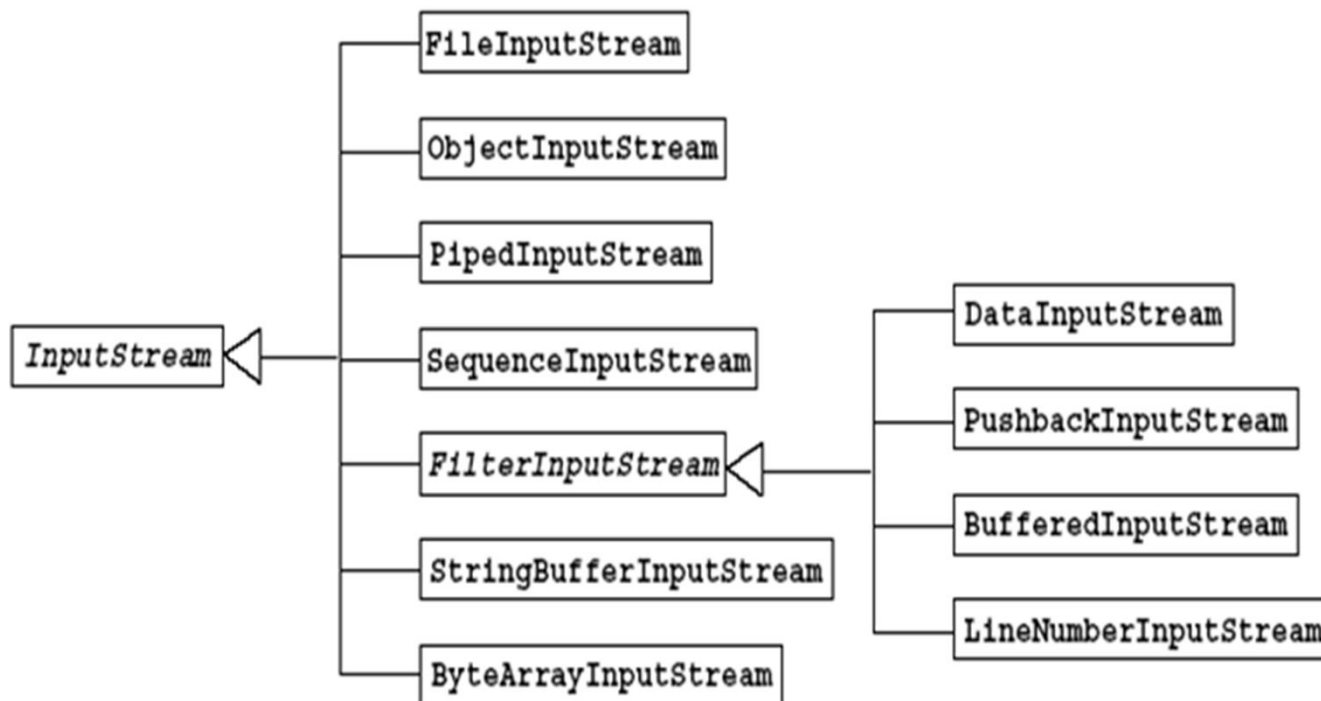 FileInputStream
ObjectInputStream
PipedInputStream
InputStream
SequenceInputStream
FilterInputStream
StringBufferInputStream
ByteArrayInputStream
DataInputStream
PushbackInputStream
BufferedInputStream
LineNumberInputStream